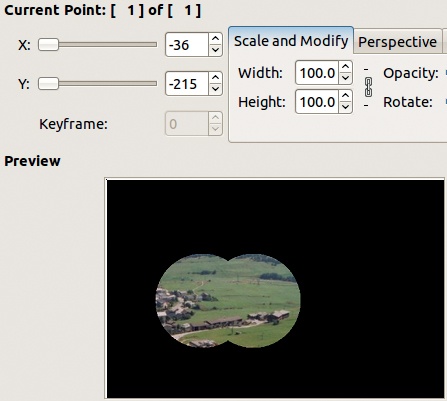 Current Point: [ 1 ] of [ 1 ]
X: -36
Y: -215
Keyframe: 0
Scale and Modify Perspective
Width: 100.0 Opacity:
Height: 100.0 Rotate:
Preview